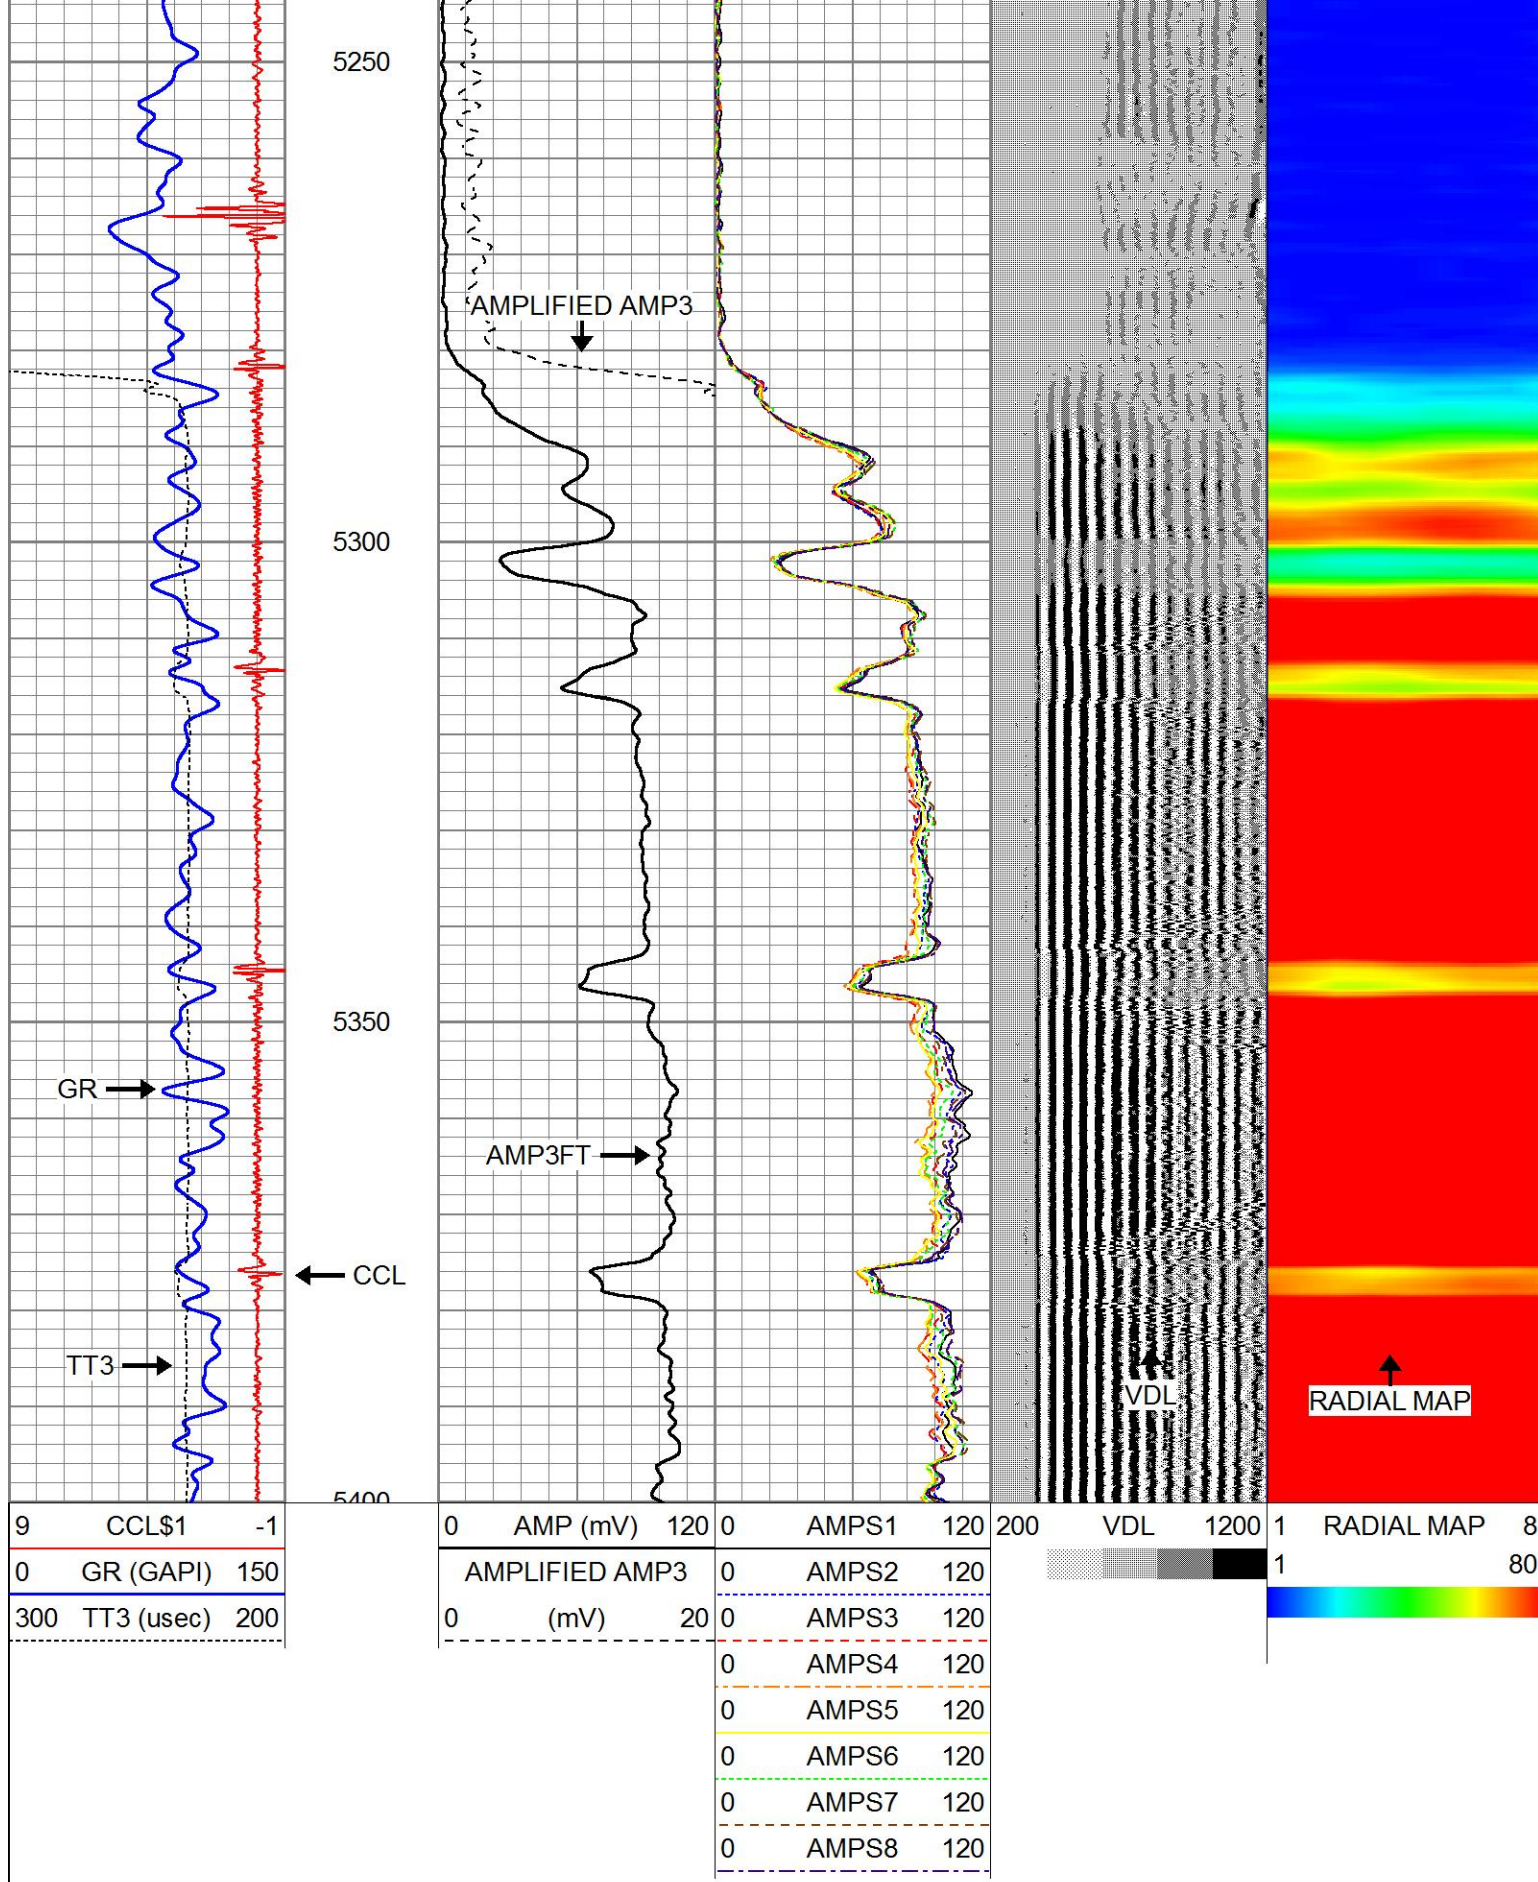 5250
AMPLIFIED AMP3
5300
5350
GR
AMP3FT
CCL
TT3
VDL
RADIAL MAP
5400
9 CCL$1 -1
0 GR (GAPI) 150
300 TT3 (usec) 200
0 AMP (mV) 120
AMPLIFIED AMP3
0 (mV) 20
0 AMPS1 120
0 AMPS2 120
0 AMPS3 120
0 AMPS4 120
0 AMPS5 120
0 AMPS6 120
0 AMPS7 120
0 AMPS8 120
200 VDL 1200
1 RADIAL MAP 8
1 80